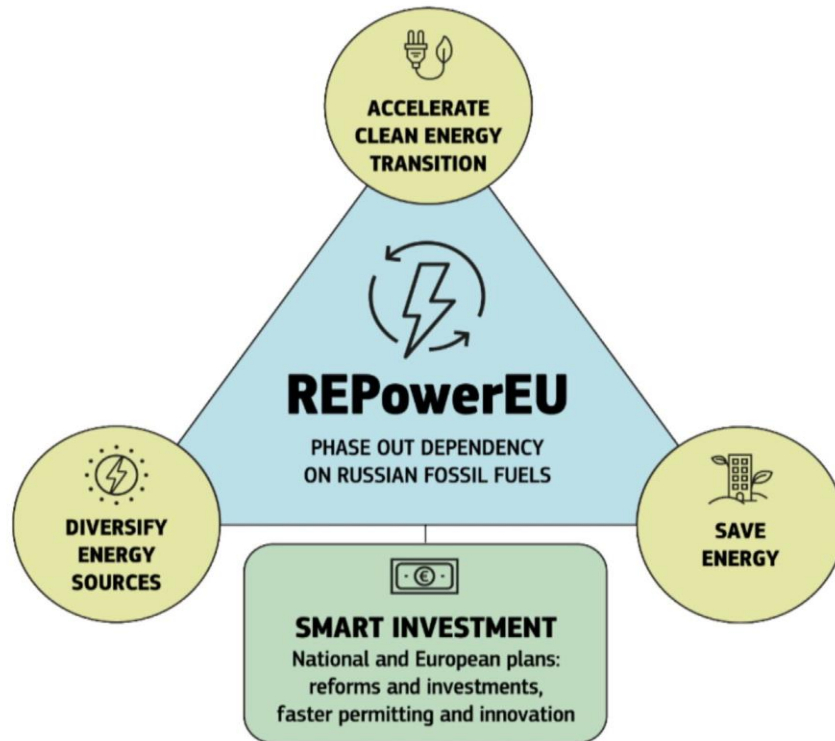 ACCELERATE
CLEAN ENERGY
TRANSITION
REPowerEU
PHASE OUT DEPENDENCY
ON RUSSIAN FOSSIL FUELS
DIVERSIFY
ENERGY
SOURCES
SAVE
ENERGY
€
SMART INVESTMENT
National and European plans:
reforms and investments,
faster permitting and innovation